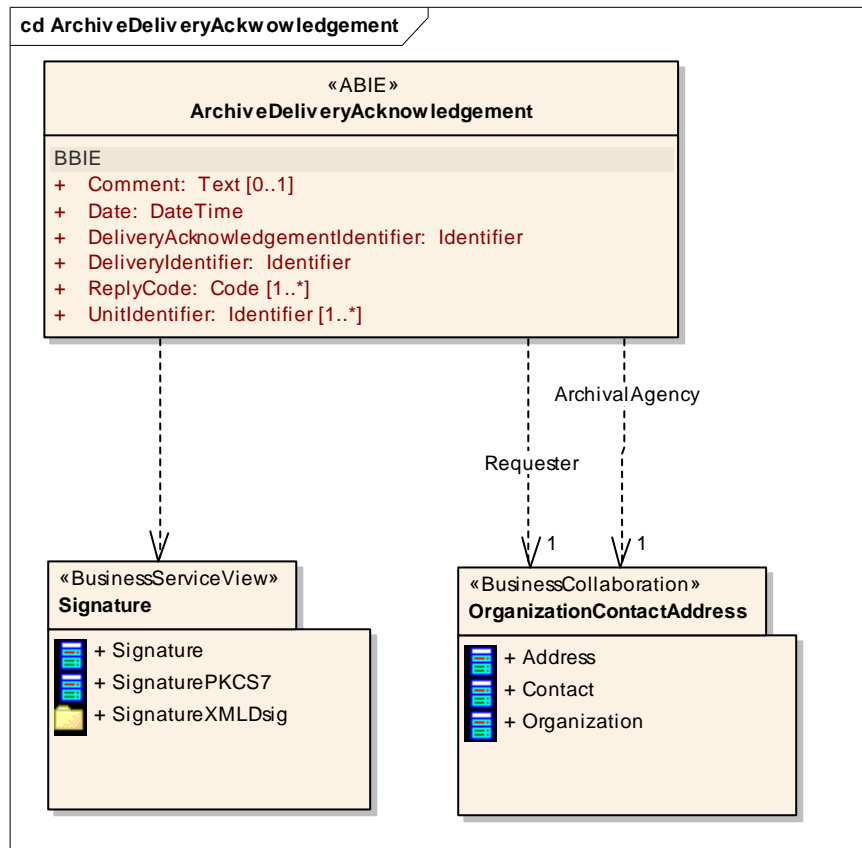 cd ArchiveDeliveryAckwowledgement
«ABIE»
ArchiveDeliveryAcknowledgement
BBIE
+ Comment: Text [0..1]
+ Date: DateTime
+ DeliveryAcknowledgementIdentifier: Identifier
+ DeliveryIdentifier: Identifier
+ ReplyCode: Code [1..*]
+ UnitIdentifier: Identifier [1..*]
ArchivalAgency
Requester
1
1
«BusinessServiceView»
Signature
+ Signature
+ SignaturePKCS7
+ SignatureXMLDsig
«BusinessCollaboration»
OrganizationContactAddress
+ Address
+ Contact
+ Organization